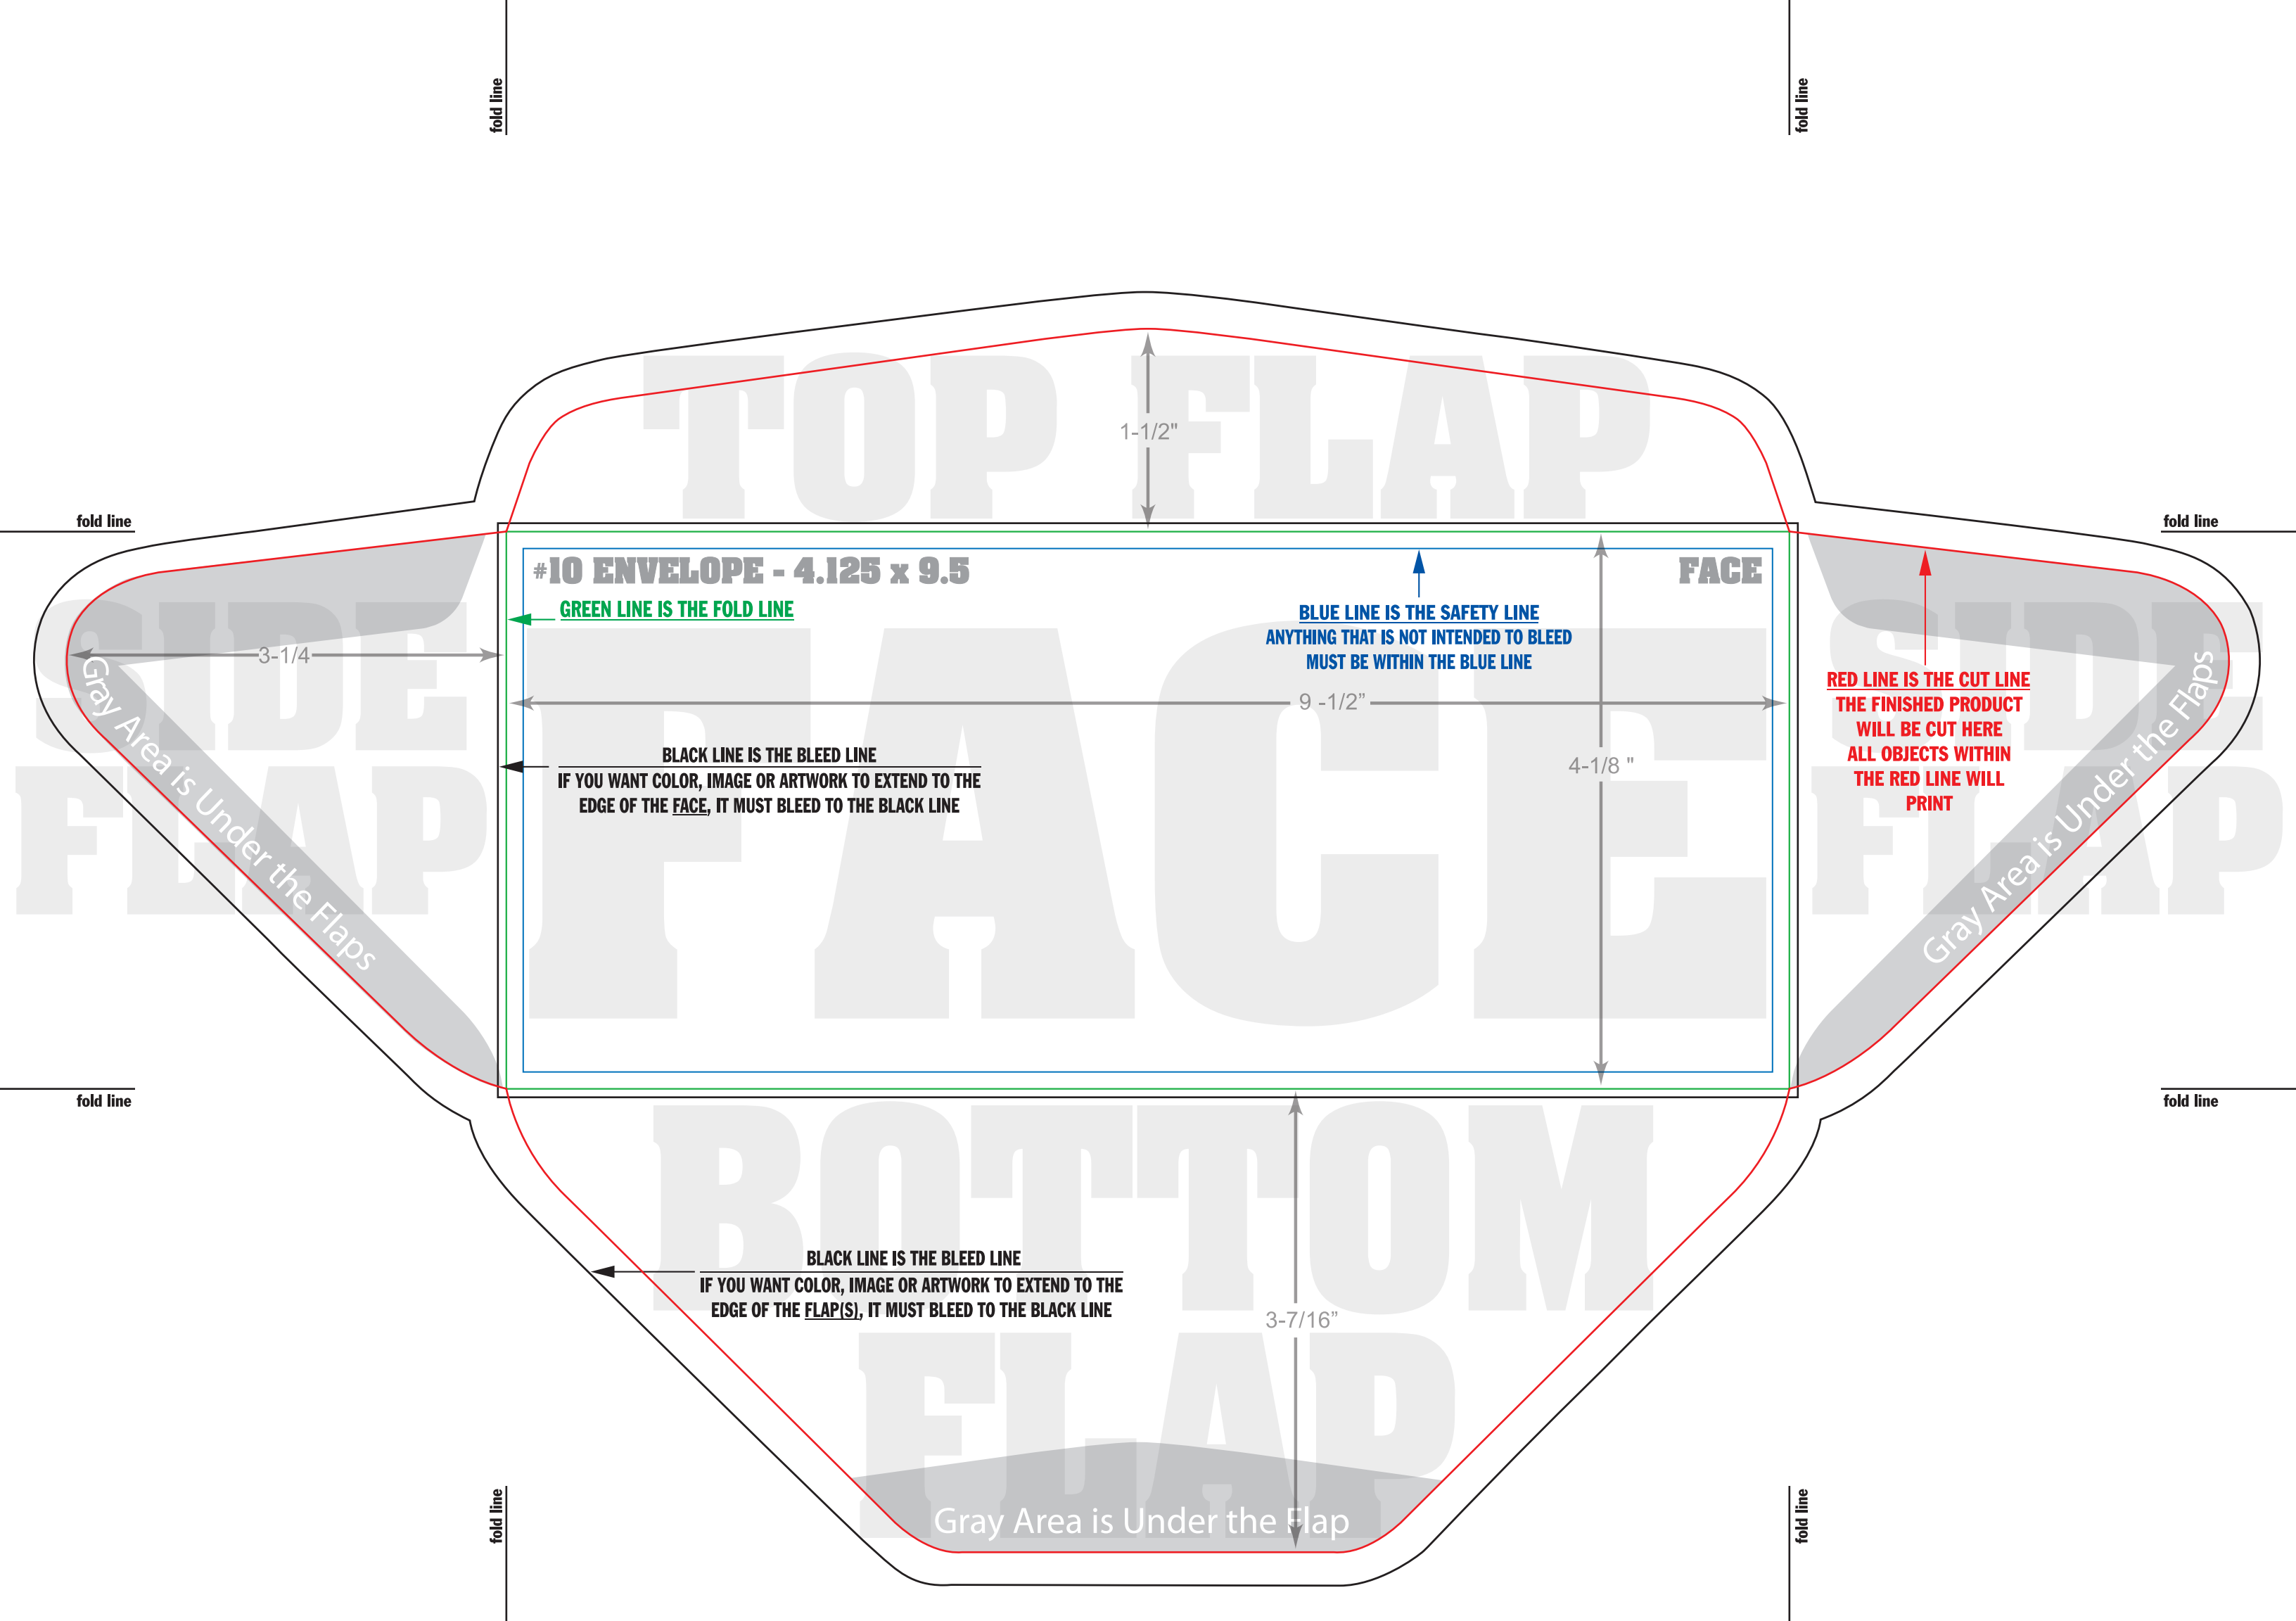 fold line
fold line
TOP FLAP
1-1/2"
fold line
fold line
#10 ENVELOPE - 4.125 x 9.5
FACE
GREEN LINE IS THE FOLD LINE
BLUE LINE IS THE SAFETY LINE
ANYTHING THAT IS NOT INTENDED TO BLEED
MUST BE WITHIN THE BLUE LINE
SIDE
FLAP
3-1/4
Gray Area is Under the Flaps
FACE
9 -1/2”
4-1/8 "
BLACK LINE IS THE BLEED LINE
IF YOU WANT COLOR, IMAGE OR ARTWORK TO EXTEND TO THE
EDGE OF THE FACE, IT MUST BLEED TO THE BLACK LINE
SIDE
FLAP
RED LINE IS THE CUT LINE
THE FINISHED PRODUCT
WILL BE CUT HERE
ALL OBJECTS WITHIN
THE RED LINE WILL
PRINT
Gray Area is Under the Flaps
fold line
fold line
BOTTOM
FLAP
BLACK LINE IS THE BLEED LINE
IF YOU WANT COLOR, IMAGE OR ARTWORK TO EXTEND TO THE
EDGE OF THE FLAP(S), IT MUST BLEED TO THE BLACK LINE
3-7/16”
Gray Area is Under the Flap
fold line
fold line